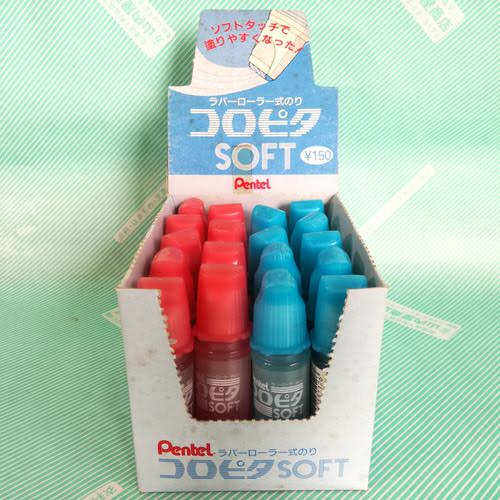 ソフトタッチで
塗りやすくなった!
ラバーローラー式のり
コロピタ
SOFT ¥150
Pentel
Pentel
コロピタ
SOFT
コロピタ
SOFT
Pentel ラバーローラー式のり
コロピタSOFT